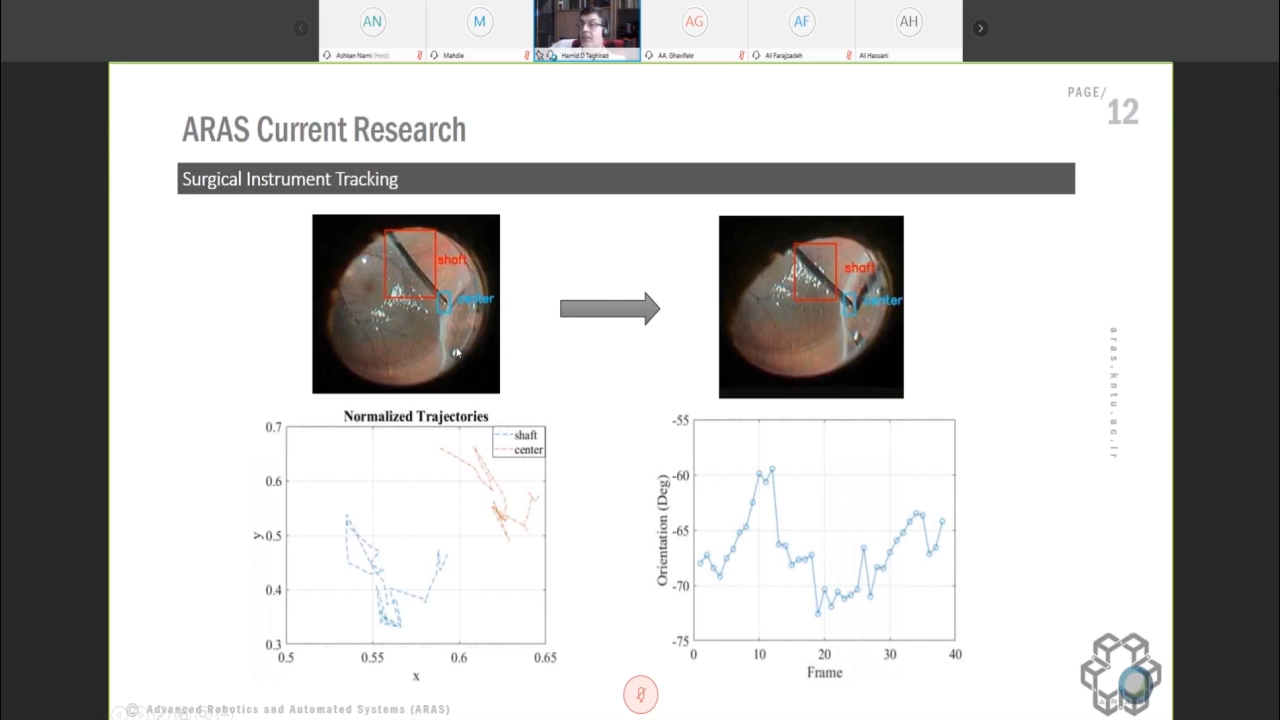 AN
M
AG
AF
AH
Ashkan Nami (Host)
Mahdie
Hamid D Taghirad
AA. Ghavifekr
Ali Farajzadeh
Ali Hassani
PAGE/
12
ARAS Current Research
Surgical Instrument Tracking
shaft
center
shaft
center
Normalized Trajectories
shaft
center
0.7
0.6
0.5
0.4
0.3
y
0.5
0.55
0.6
0.65
x
-55
-60
-65
-70
-75
Orientation (Deg)
0
10
20
30
40
Frame
aras.kntu.ac.ir
© Advanced Robotics and Automated Systems (ARAS)
ARAS